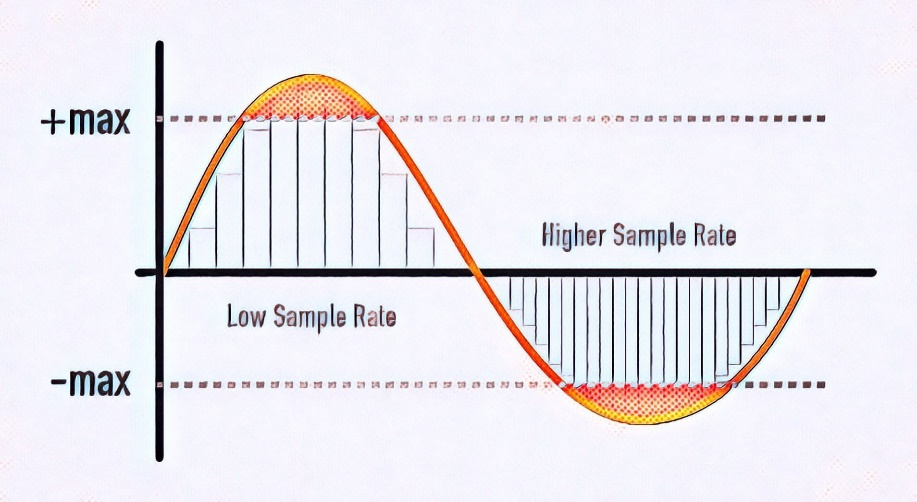 +max
Higher Sample Rate
Low Sample Rate
-max